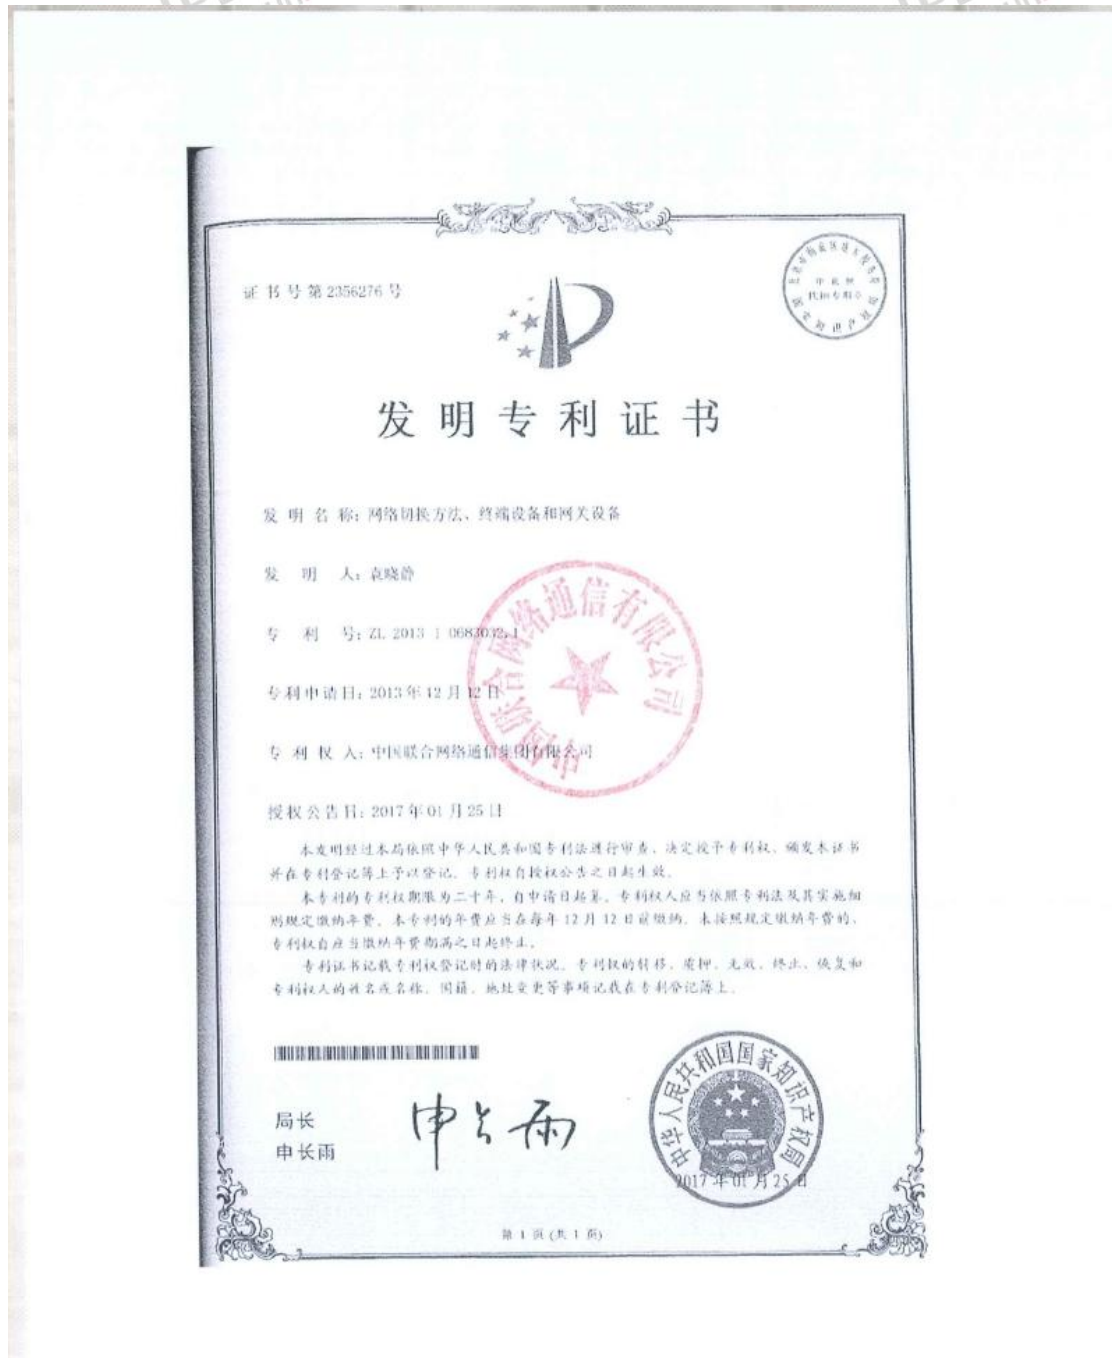 证书号第2356276号
发明专利证书
发明名称：网络切换方法、终端设备和网关设备
发明人：袁晓静
专利号：ZL 2013 1 0683032.1
专利申请日：2013年12月12日
专利权人：中国联合网络通信集团有限公司
授权公告日：2017年01月25日
本发明经过本局依照中华人民共和国专利法进行审查，决定授予专利权，颁发本证书
并在专利登记簿上予以登记。专利权自授权公告之日起生效。
本专利的专利权期限为二十年，自申请日起算。专利权人应当依照专利法及其实施细
则规定缴纳年费。本专利的年费应当在每年12月12日前缴纳。未按照规定缴纳年费的，
专利权自应当缴纳年费期满之日起终止。
专利证书记载专利权登记时的法律状况。专利权的转移、质押、无效、终止、恢复和
专利权人的姓名或名称、国籍、地址变更等事项记载在专利登记簿上。
中国联合网络通信有限公司
局长
申长雨
申长雨
中华人民共和国国家知识产权局
2017年01月25日
第1页(共1页)